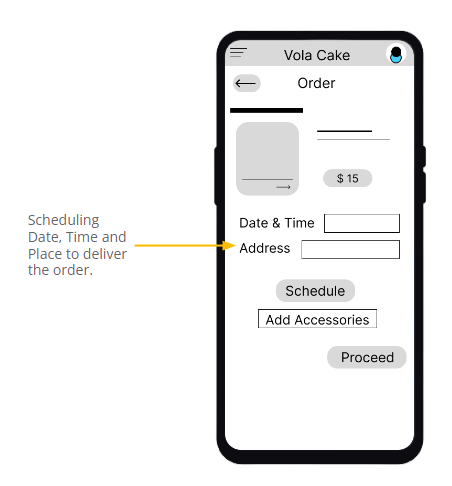 Vola Cake
Order
$ 15
Scheduling
Date, Time and
Place to deliver
the order.
Date & Time
Address
Schedule
Add Accessories
Proceed